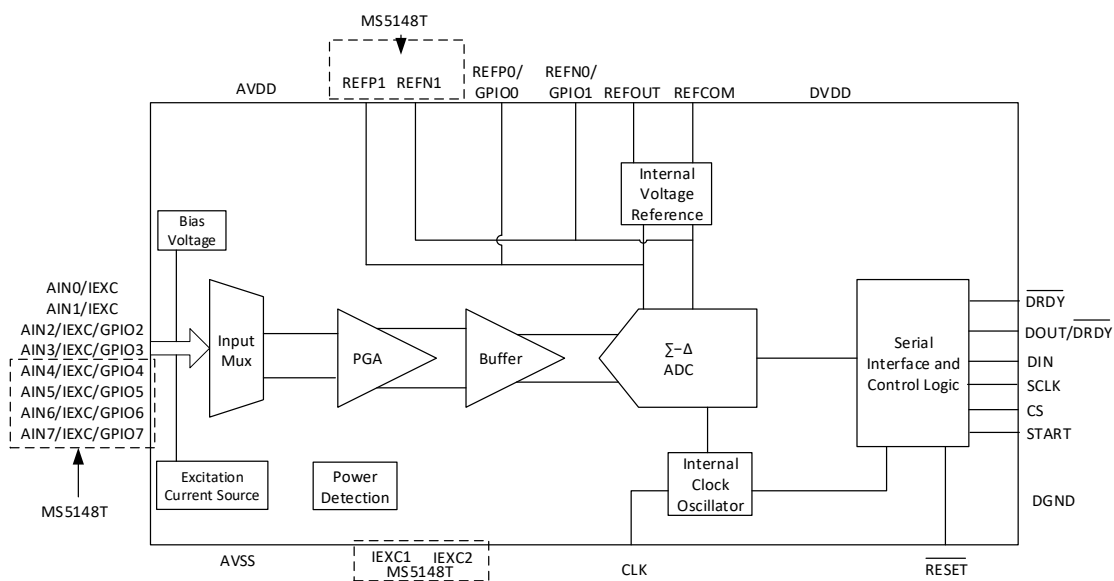 MS5148T
REFP1 REFN1
REFP0/
GPIO0
REFN0/
GPIO1
REFOUT
REFCOM
AVDD
DVDD
Internal
Voltage
Reference
Bias
Voltage
AIN0/IEXC
AIN1/IEXC
AIN2/IEXC/GPIO2
AIN3/IEXC/GPIO3
AIN4/IEXC/GPIO4
AIN5/IEXC/GPIO5
AIN6/IEXC/GPIO6
AIN7/IEXC/GPIO7
MS5148T
Input
Mux
PGA
Buffer
∑−Δ
ADC
Serial
Interface and
Control Logic
DRDY
DOUT/DRDY
DIN
SCLK
CS
START
Excitation
Current Source
Power
Detection
Internal
Clock
Oscillator
DGND
AVSS
IEXC1 IEXC2
MS5148T
CLK
RESET